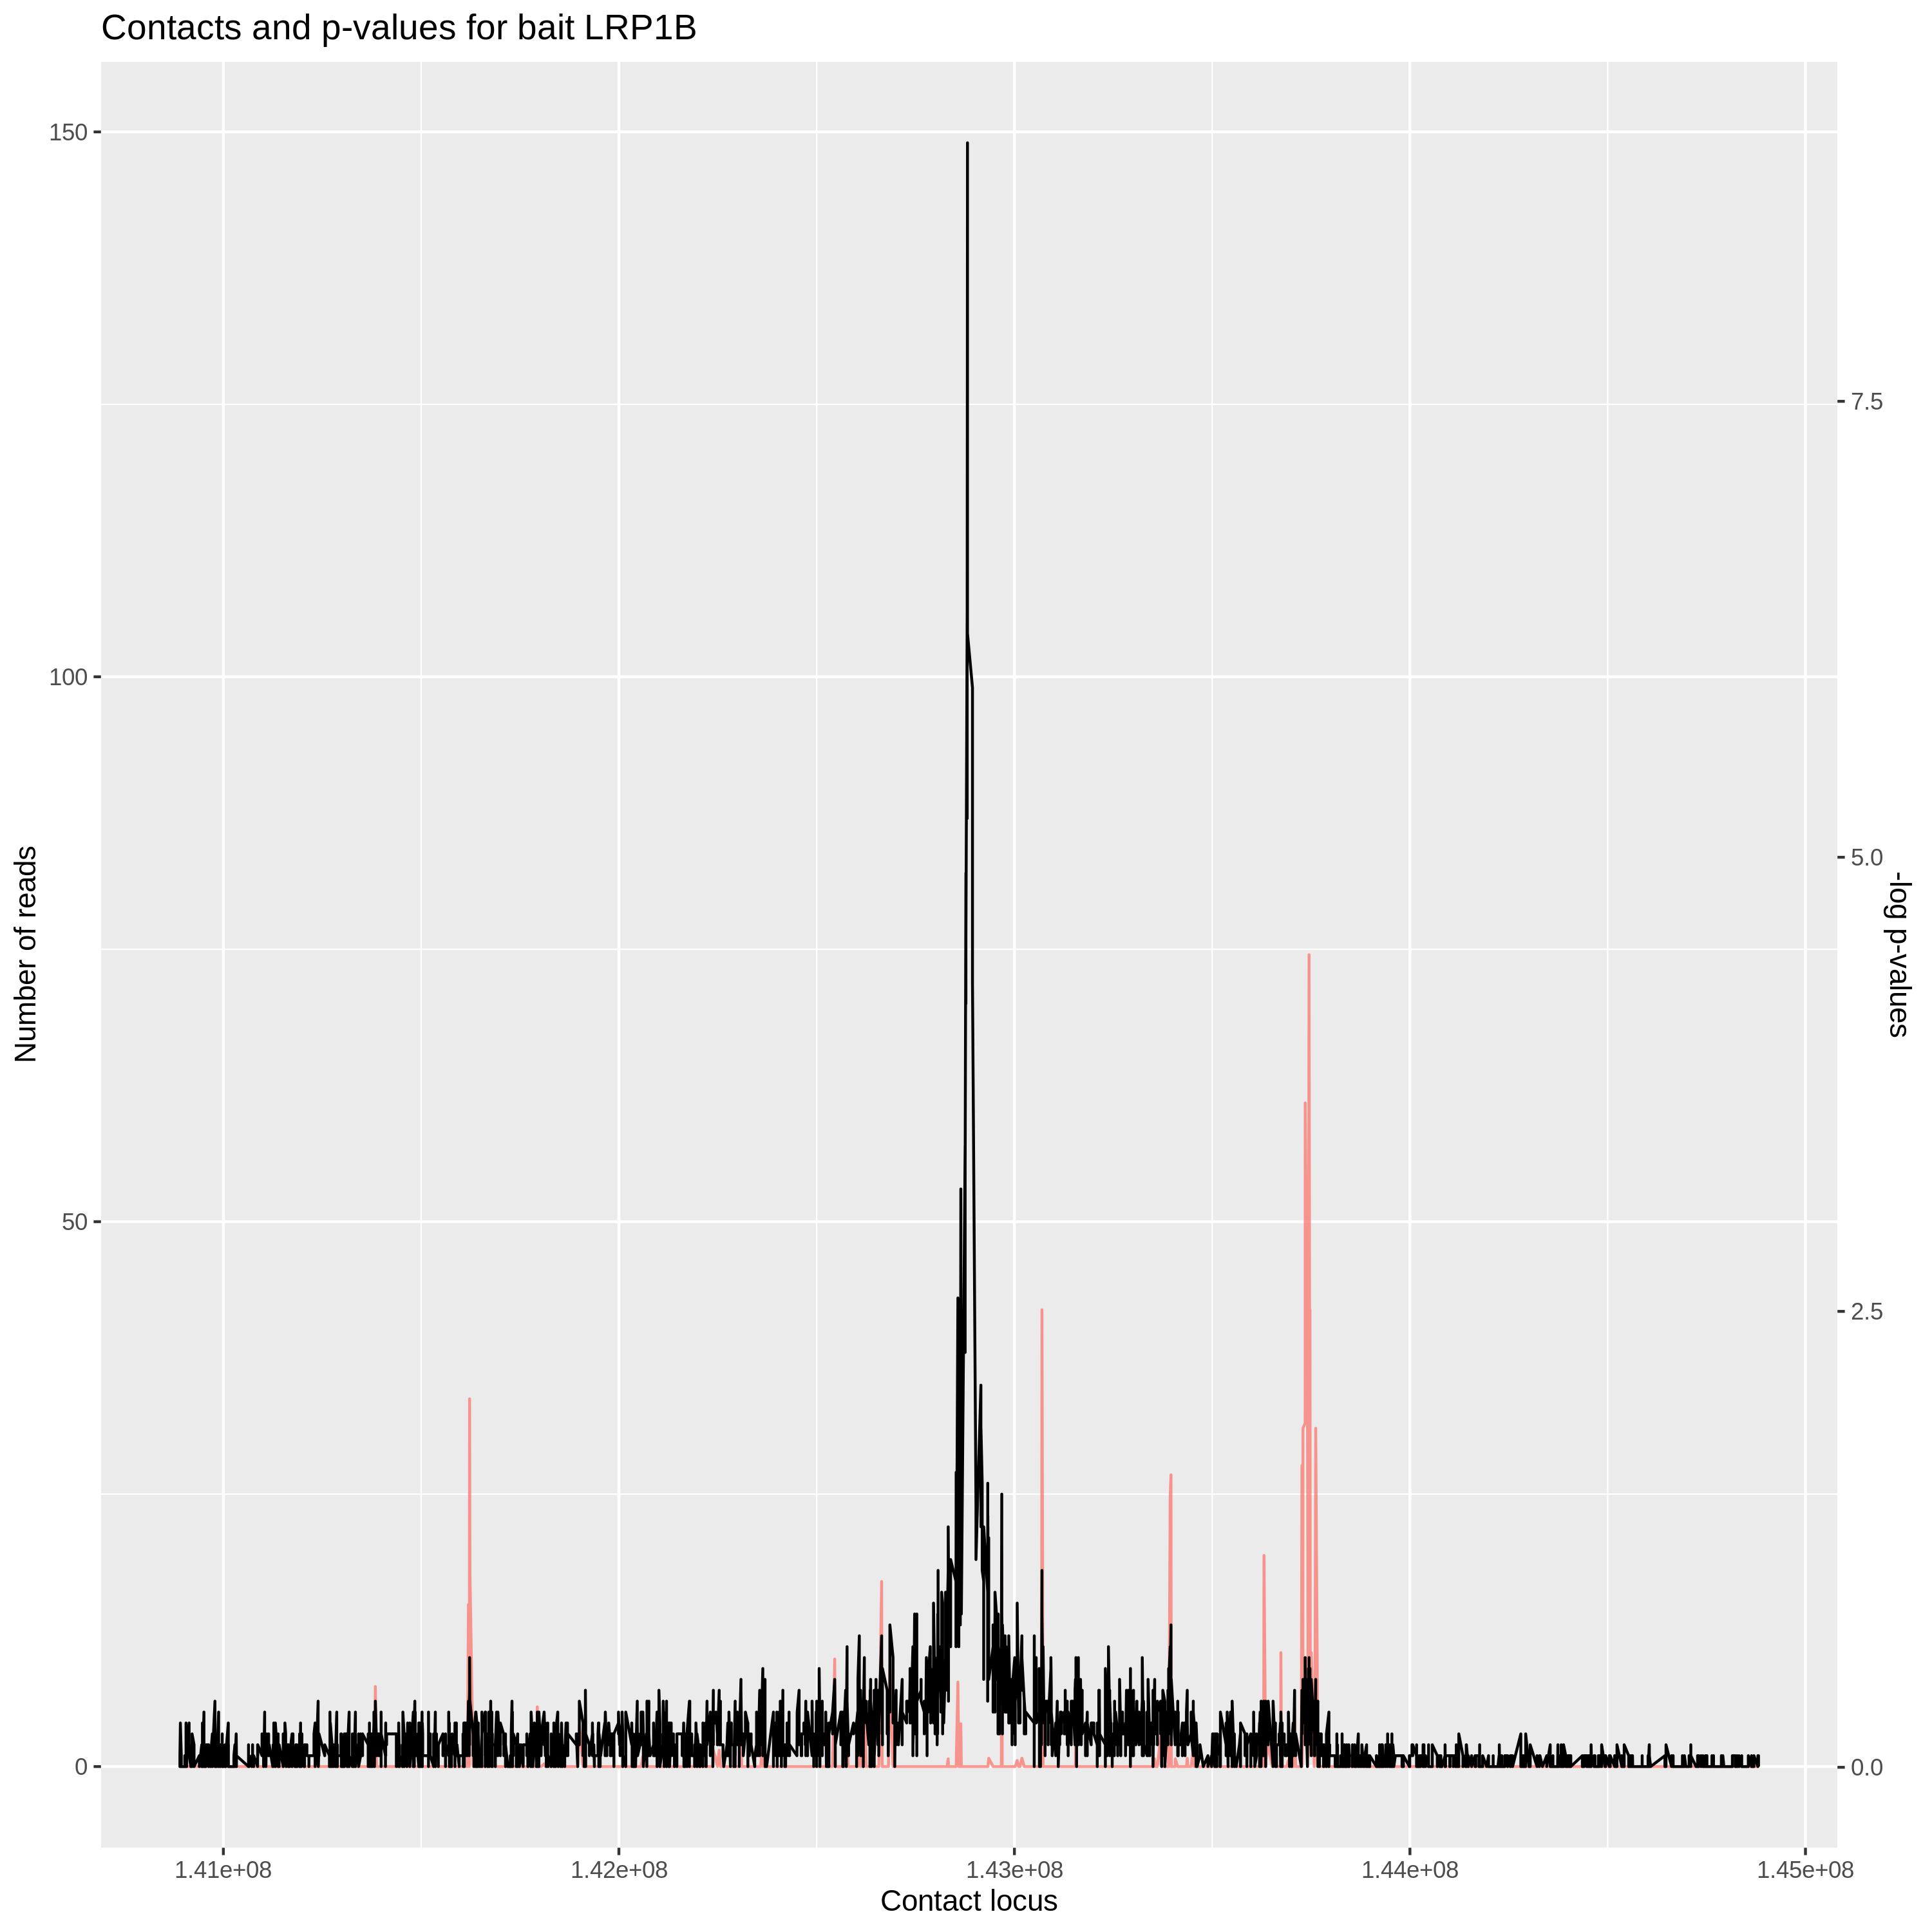 Contacts and p-values for bait LRP1B
150
100
50
0
Number of reads
7.5
5.0
2.5
0.0
-log p-values
1.41e+08
1.42e+08
1.43e+08
1.44e+08
1.45e+08
Contact locus